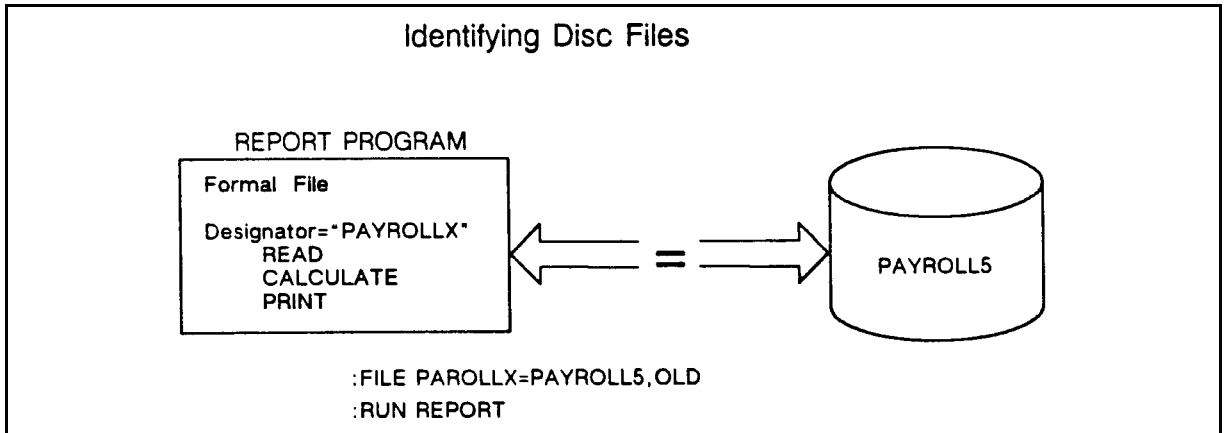 Identifying Disc Files
REPORT PROGRAM
Formal File
Designator="PAYROLLX"
READ
CALCULATE
PRINT
=
PAYROLL5
:FILE PAROLLX=PAYROLL5,OLD
:RUN REPORT